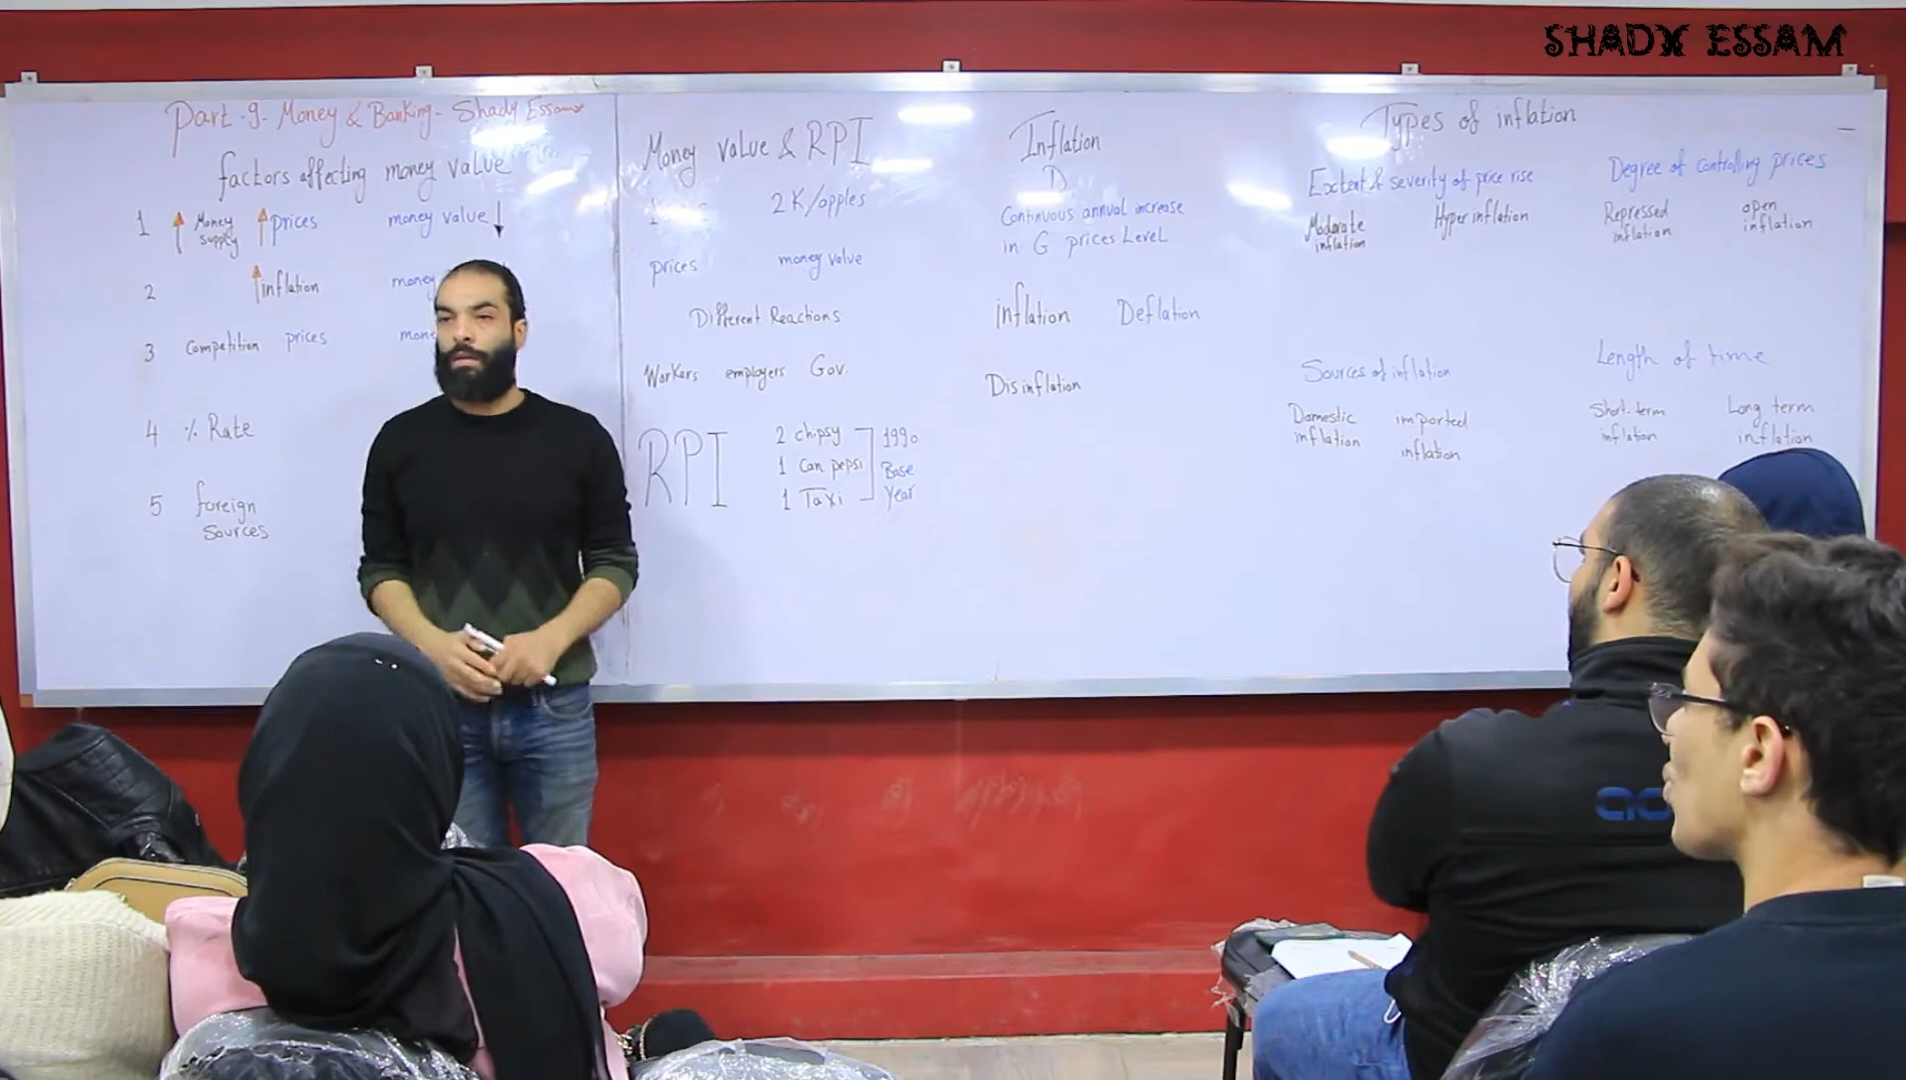 SHADY ESSAM
Part -9- Money & Banking- Shady Essam
factors affecting money value
1 Money supply prices money value
2 inflation money
3 Competition prices
4 % Rate
5 foreign
Sources
Money value & RPI
2K/apples
prices money value
Different Reactions
Workers employers Gov.
RPI
2 chipsy
1 Can pepsi
1 Taxi
1990
Base
Year
Inflation
D
Continuous annual increase
in G prices Level
inflation Deflation
Disinflation
Types of inflation
Extent & severity of price rise
Moderate
inflation
Hyper inflation
Degree of controlling prices
Repressed
inflation
open
inflation
Sources of inflation
Domestic
inflation
imported
inflation
Length of time
Short-term
inflation
Long term
inflation